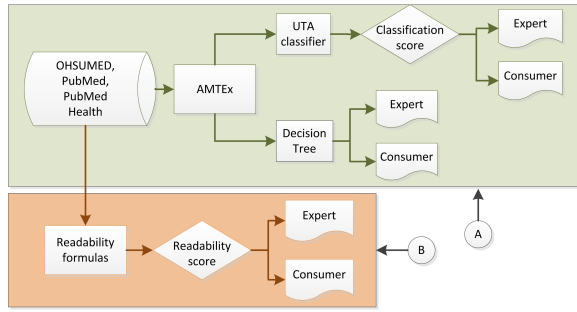 OHSUMED,
PubMed,
PubMed
Health
AMTEx
UTA
classifier
Classification
score
Expert
Consumer
Decision
Tree
Expert
Consumer
Readability
formulas
Readability
score
Expert
Consumer
B
A